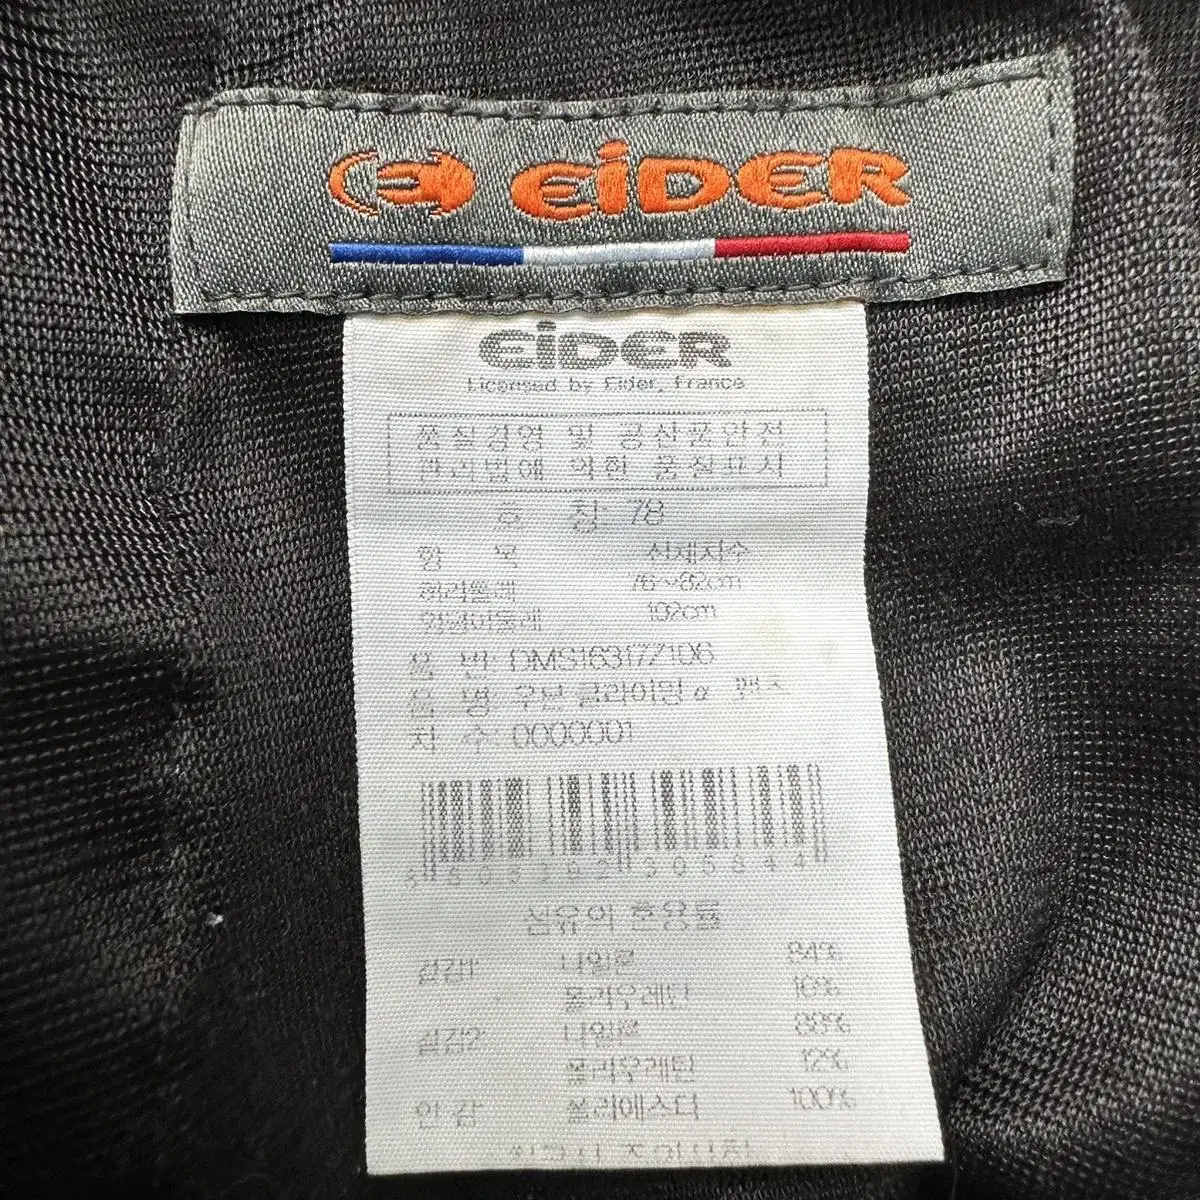 EiDER
EiDER
Licensed by Eider, France
품질경영 및 공산품안전
관리법에 의한 품질표시
호 칭: 78
항 목 신체치수
허리둘레 76~82cm
엉덩이둘레 102cm
품 번: DMS16317Z106
품 명: 우븐 클라이밍 α 팬츠
차 수: 0000001
섬유의 혼용률
겉감1 나일론 84%
폴리우레탄 16%
겉감2 나일론 88%
폴리우레탄 12%
안 감 폴리에스터 100%